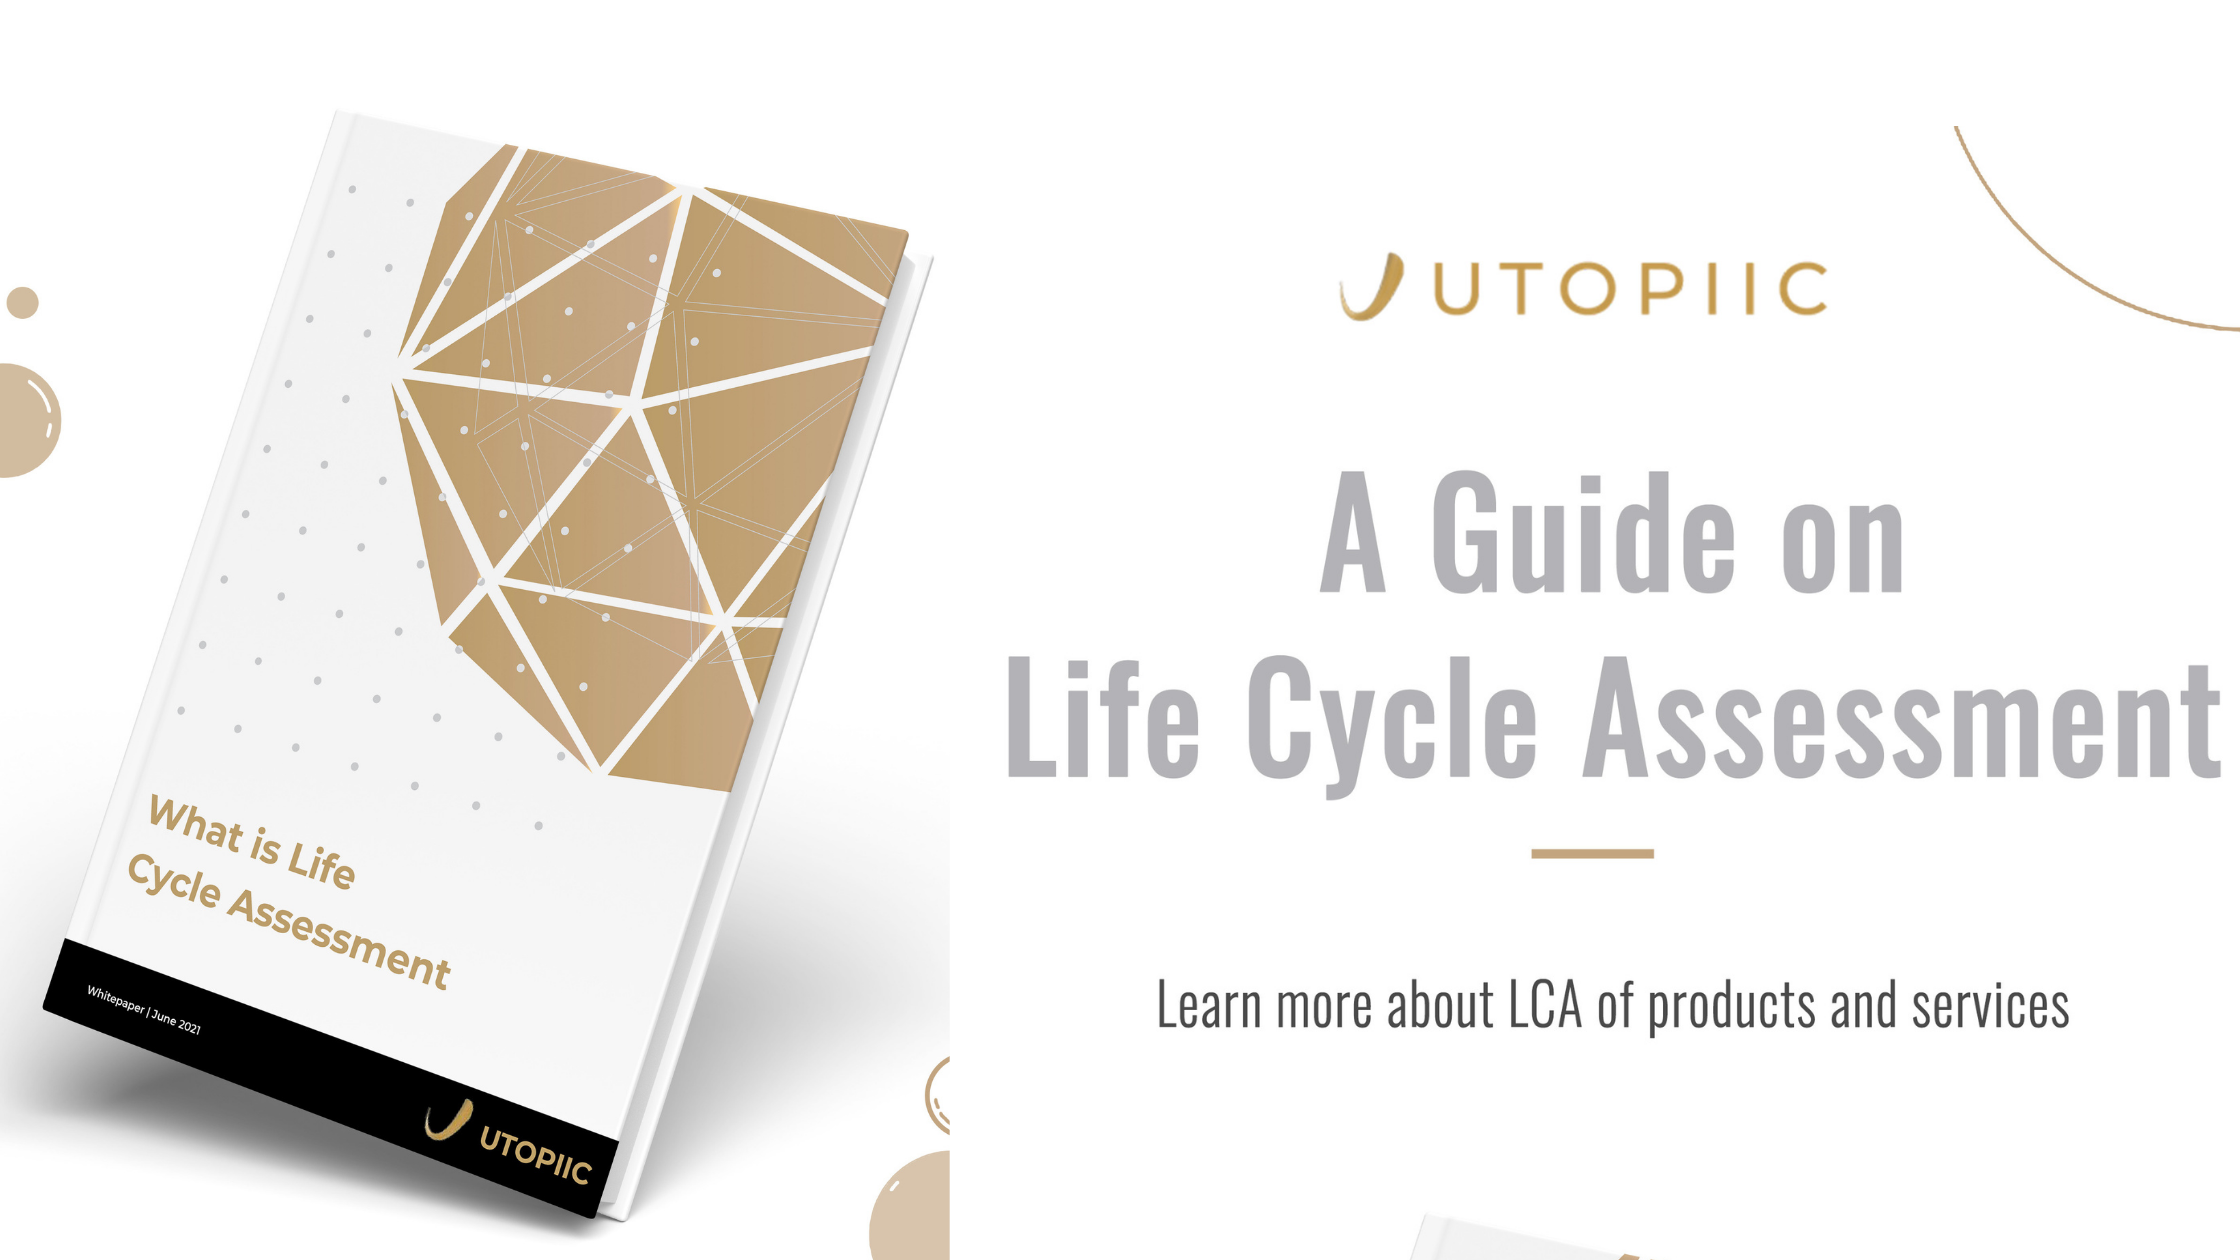 What is Life
Cycle Assessment
Whitepaper | June 2021
UTOPIIC
UTOPIIC
A Guide on
Life Cycle Assessment
Learn more about LCA of products and services